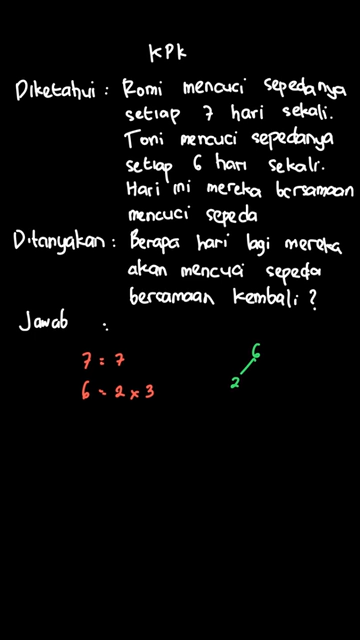 KPK
Diketahui : Romi mencuci sepedanya
setiap 7 hari sekali.
Toni mencuci sepedanya
setiap 6 hari sekali.
Hari ini mereka bersamaan
mencuci sepeda
Ditanyakan : Berapa hari lagi mereka
akan mencuci sepeda
bersamaan kembali ?
Jawab :
7 = 7
6 = 2 x 3
6
2